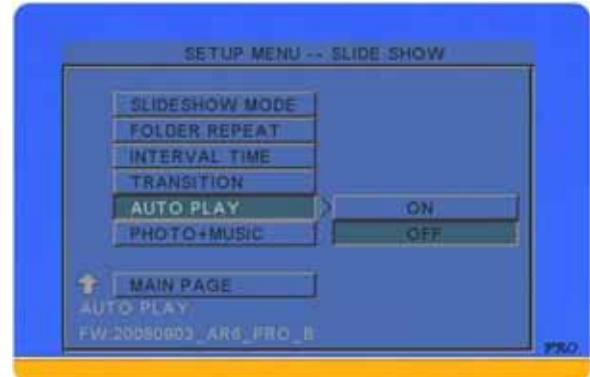 SETUP MENU -- SLIDE SHOW
SLIDESHOW MODE
FOLDER REPEAT
INTERVAL TIME
TRANSITION
AUTO PLAY
ON
PHOTO+MUSIC
OFF
MAIN PAGE
AUTO PLAY
FW:20080903_AR6_PRO_B
PRO